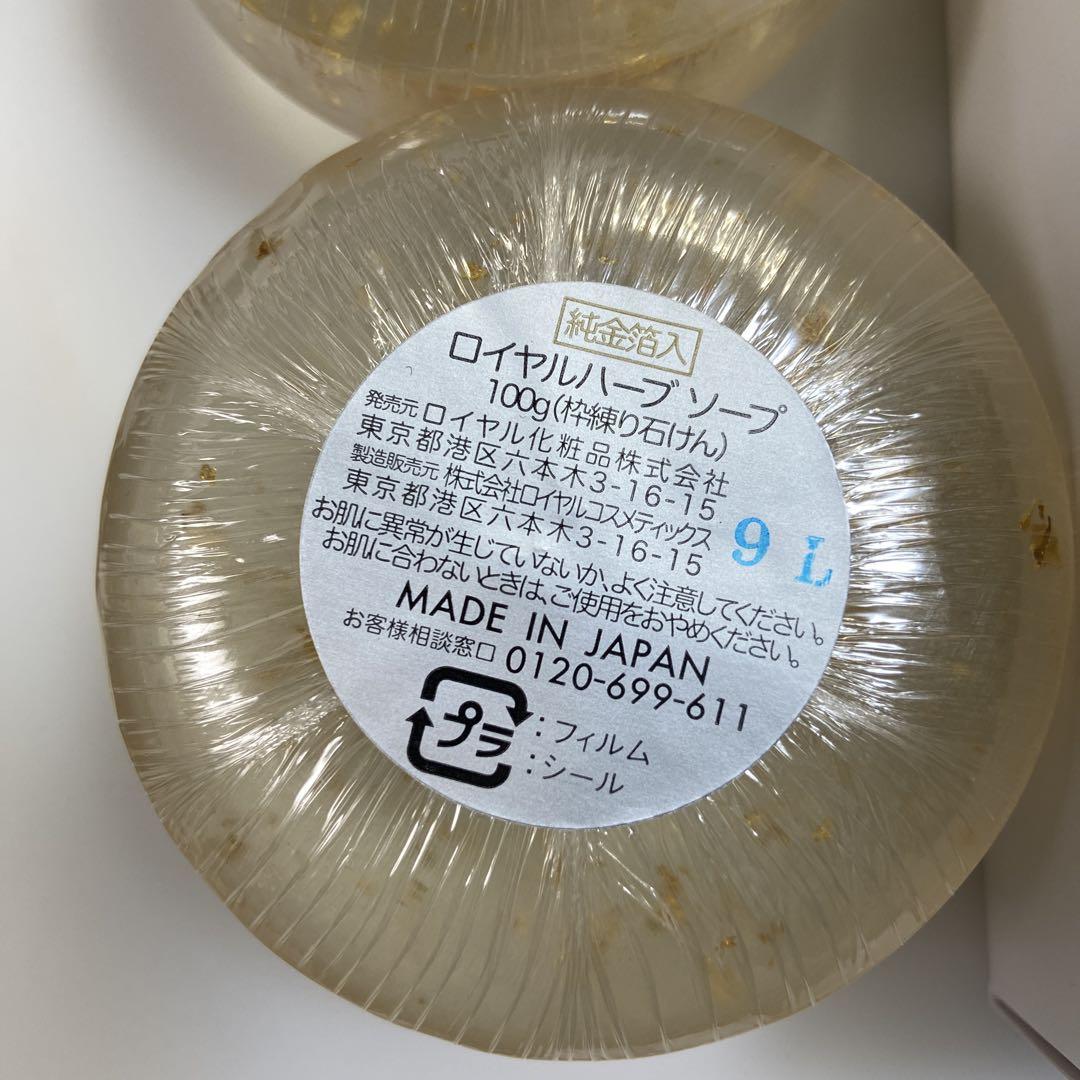 純金箔入
ロイヤルハーブ ソープ
100g(枠練り石けん)
発売元 ロイヤル化粧品株式会社
東京都港区六本木3-16-15
製造販売元 株式会社ロイヤルコスメティックス
東京都港区六本木3-16-15
9 L
お肌に異常が生じていないか、よく注意してください。
お肌に合わないときは、ご使用をおやめください。
MADE IN JAPAN
お客様相談窓口 0120-699-611
プラ :フィルム
:シール